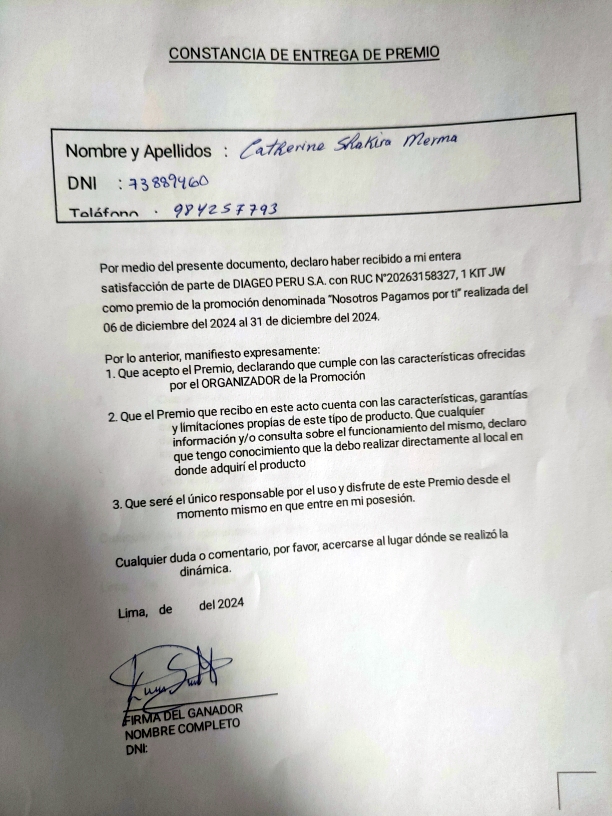 CONSTANCIA DE ENTREGA DE PREMIO
Nombre y Apellidos : Catherine Shakira Merma
DNI : 73889460
Teléfono : 984257793
Por medio del presente documento, declaro haber recibido a mi entera
satisfacción de parte de DIAGEO PERU S.A. con RUC N°20263158327, 1 KIT JW
como premio de la promoción denominada “Nosotros Pagamos por ti” realizada del
06 de diciembre del 2024 al 31 de diciembre del 2024.
Por lo anterior, manifiesto expresamente:
1. Que acepto el Premio, declarando que cumple con las características ofrecidas
por el ORGANIZADOR de la Promoción
2. Que el Premio que recibo en este acto cuenta con las características, garantías
y limitaciones propias de este tipo de producto. Que cualquier
información y/o consulta sobre el funcionamiento del mismo, declaro
que tengo conocimiento que la debo realizar directamente al local en
donde adquirí el producto
3. Que seré el único responsable por el uso y disfrute de este Premio desde el
momento mismo en que entre en mi posesión.
Cualquier duda o comentario, por favor, acercarse al lugar dónde se realizó la
dinámica.
Lima, de del 2024
FIRMA DEL GANADOR
NOMBRE COMPLETO
DNI: